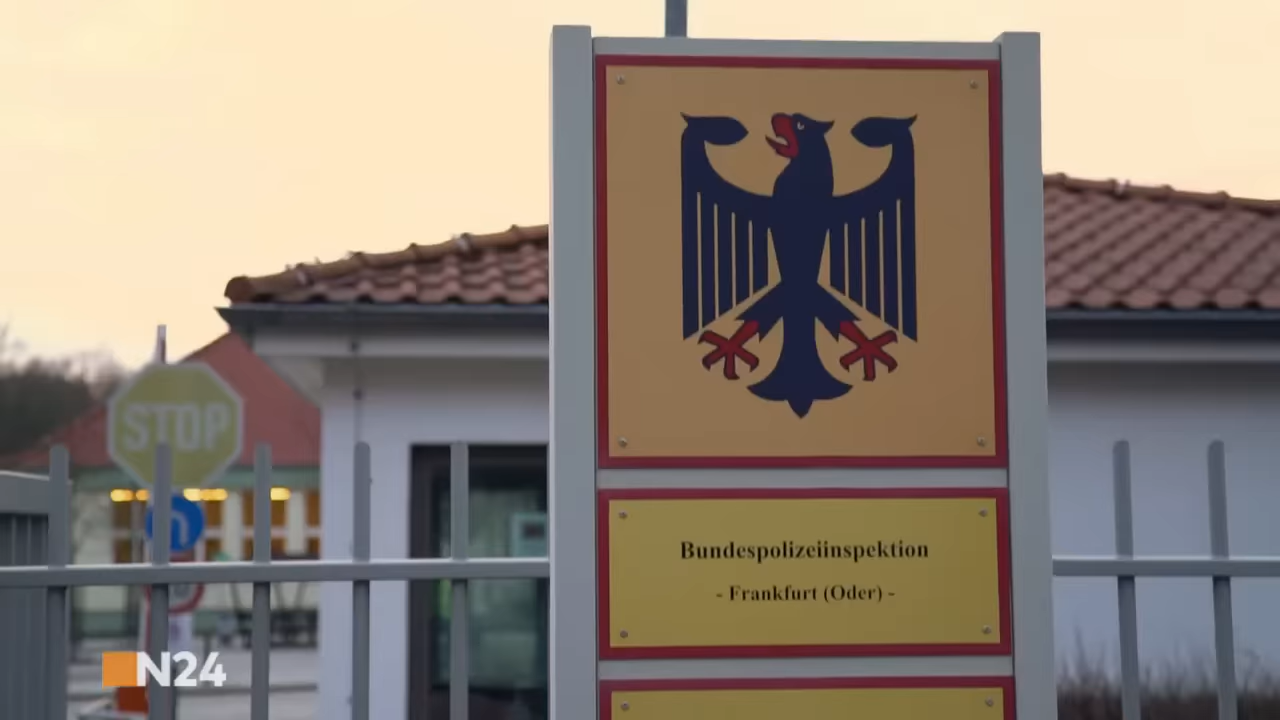 STOP
Bundespolizeiinspektion
- Frankfurt (Oder) -
N24